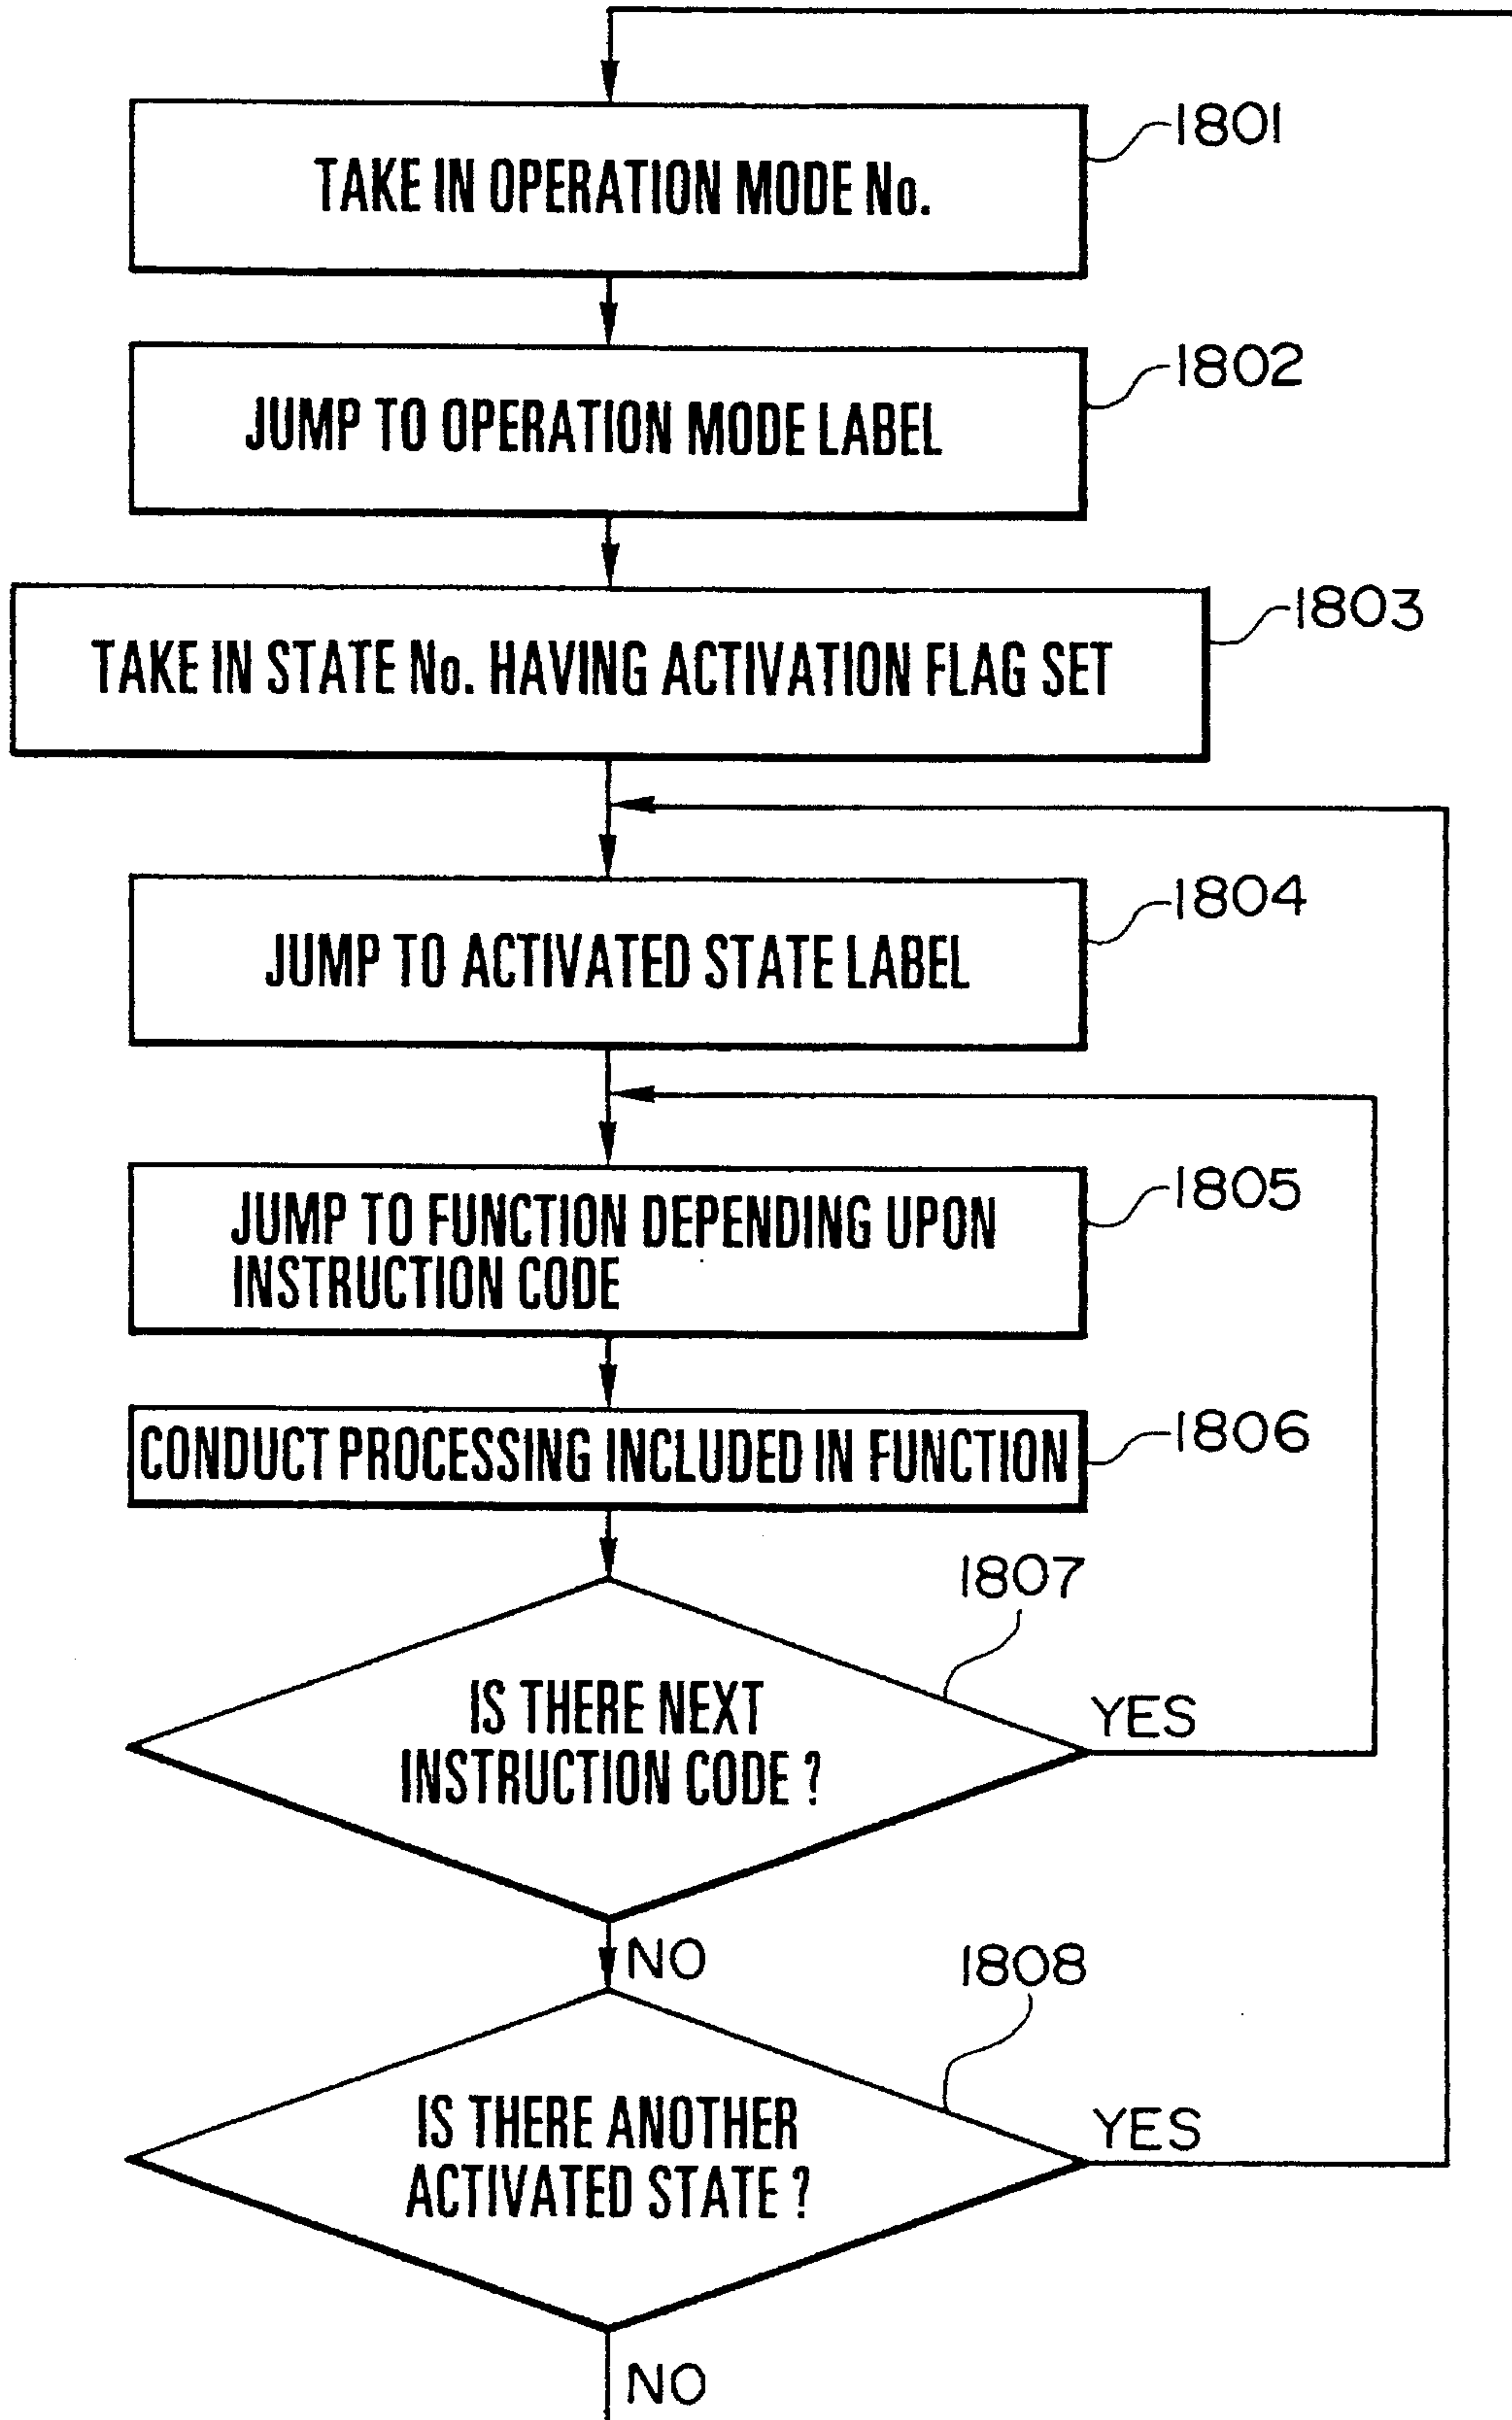 1801
TAKE IN OPERATION MODE No.
1802
JUMP TO OPERATION MODE LABEL
1803
TAKE IN STATE No. HAVING ACTIVATION FLAG SET
1804
JUMP TO ACTIVATED STATE LABEL
1805
JUMP TO FUNCTION DEPENDING UPON
INSTRUCTION CODE
1806
CONDUCT PROCESSING INCLUDED IN FUNCTION
1807
IS THERE NEXT
INSTRUCTION CODE ?
YES
NO
1808
IS THERE ANOTHER
ACTIVATED STATE ?
YES
NO